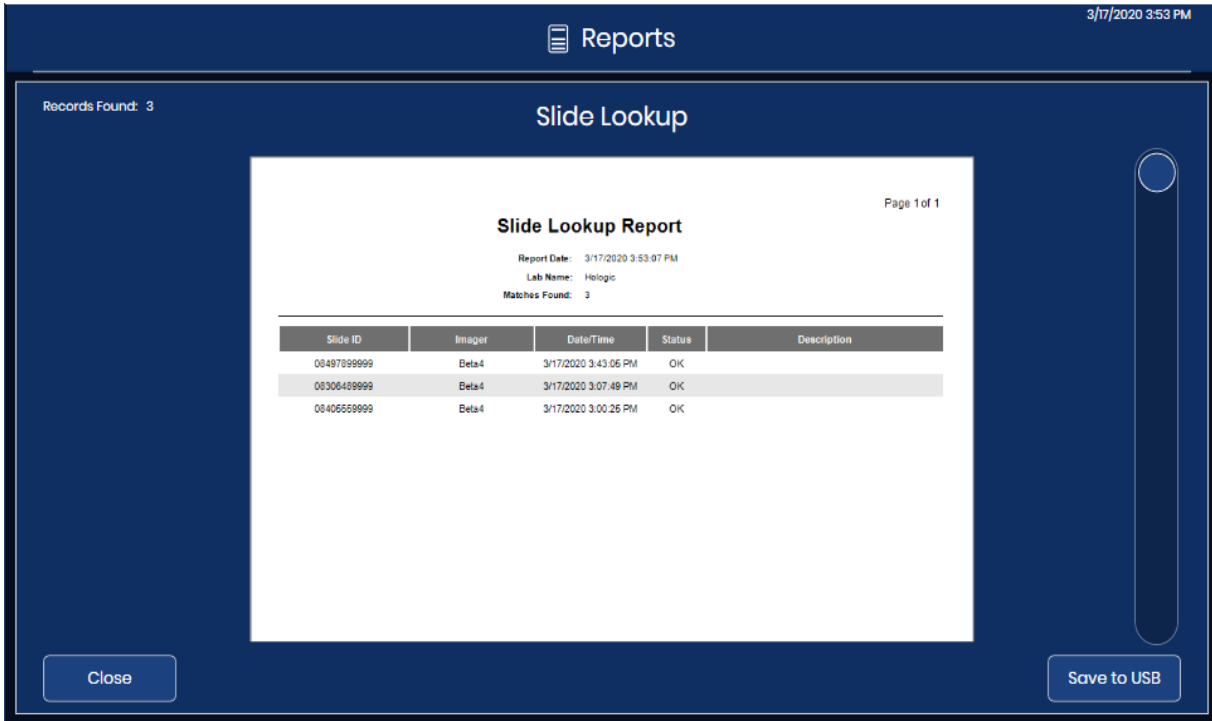 3/17/2020 3:53 PM
Reports
Records Found: 3
Slide Lookup
Page 1 of 1
Slide Lookup Report
Report Date: 3/17/2020 3:53:07 PM
Lab Name: Hologic
Matches Found: 3
Slide ID Imager Date/Time Status Description
08497899999 Beta4 3/17/2020 3:43:05 PM OK
08306489999 Beta4 3/17/2020 3:07:49 PM OK
08405559999 Beta4 3/17/2020 3:00:25 PM OK
Close
Save to USB